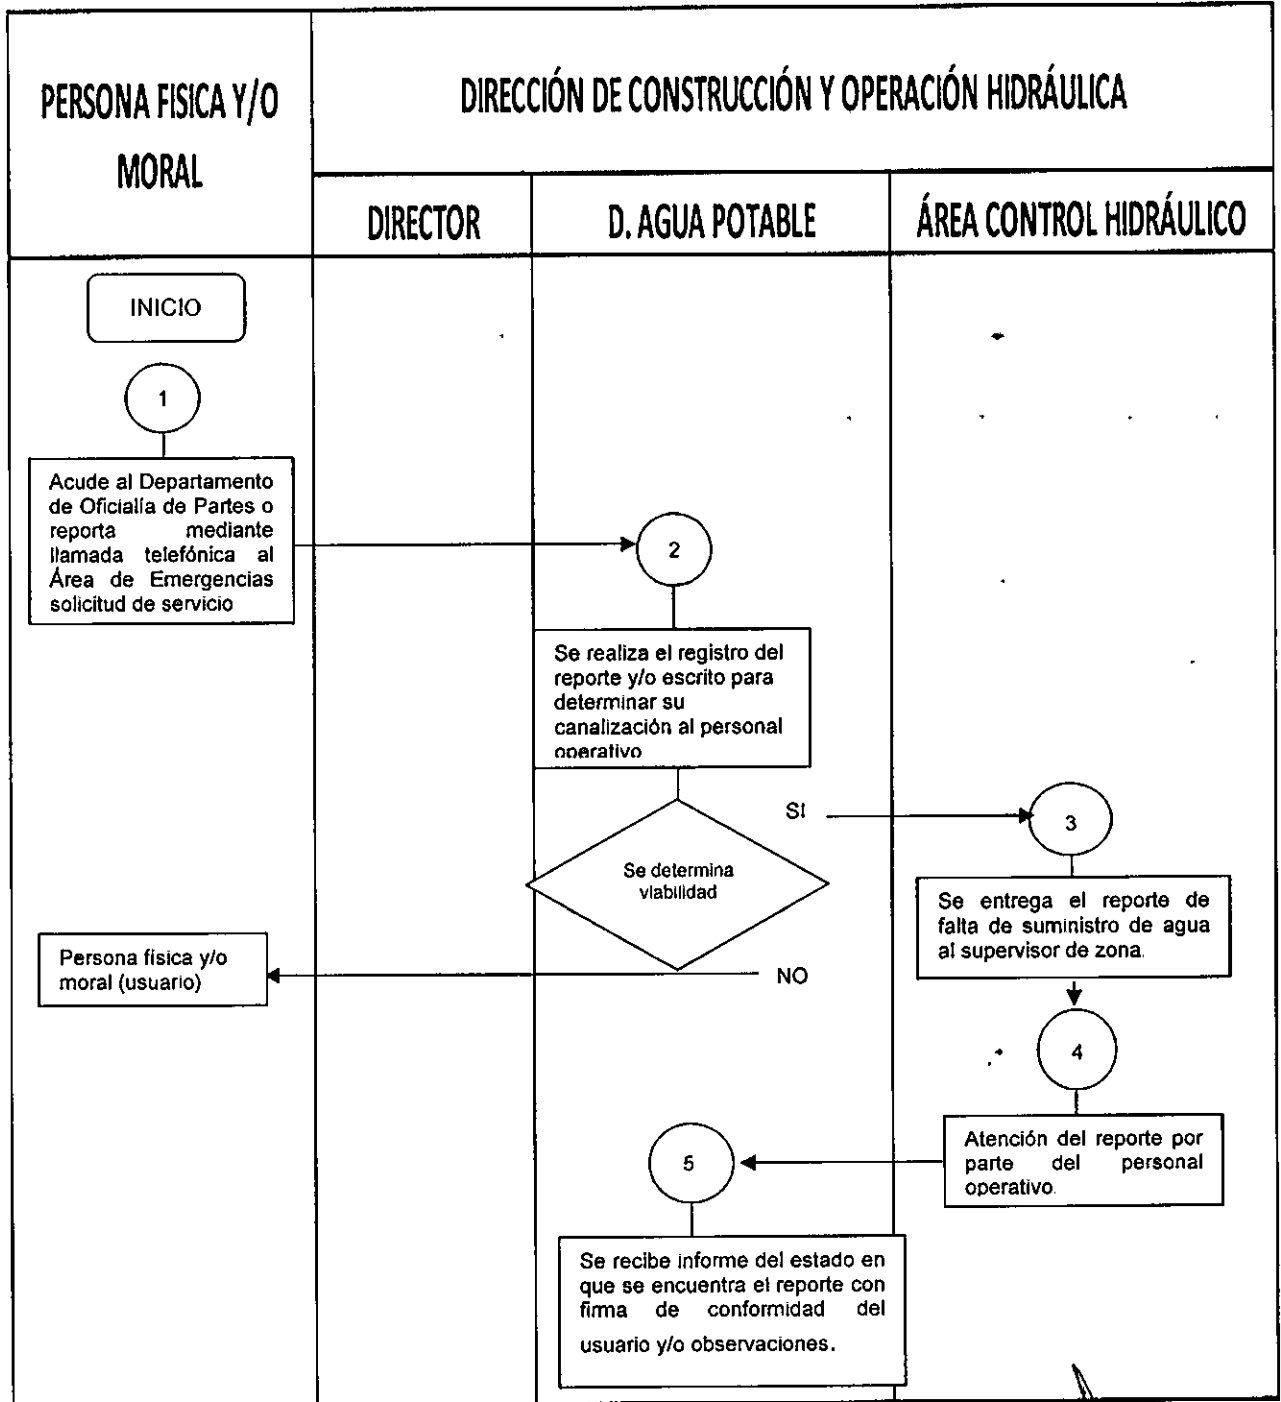 PERSONA FISICA Y/O
MORAL
DIRECCIÓN DE CONSTRUCCIÓN Y OPERACIÓN HIDRÁULICA
DIRECTOR
D. AGUA POTABLE
ÁREA CONTROL HIDRÁULICO
INICIO
1
Acude al Departamento
de Oficialía de Partes o
reporta mediante
llamada telefónica al
Área de Emergencias
solicitud de servicio
2
Se realiza el registro del
reporte y/o escrito para
determinar su
canalización al personal
operativo
Se determina
viabilidad
SI
3
Se entrega el reporte de
falta de suministro de agua
al supervisor de zona.
NO
Persona física y/o
moral (usuario)
4
Atención del reporte por
parte del personal
operativo.
5
Se recibe informe del estado en
que se encuentra el reporte con
firma de conformidad del
usuario y/o observaciones.